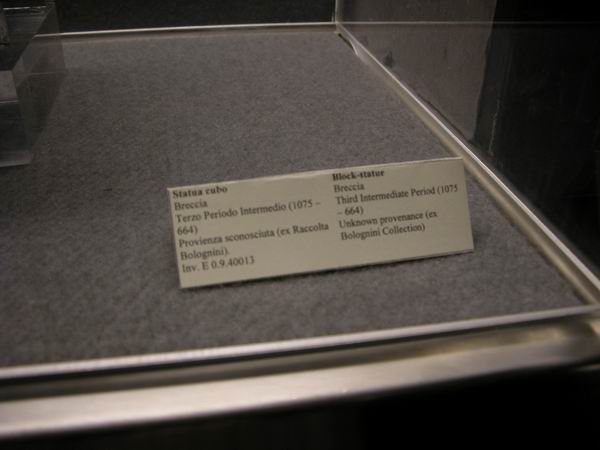 Statua cubo
Breccia
Terzo Periodo Intermedio (1075 –
664)
Provienza sconosciuta (ex Raccolta
Bolognini).
Inv. E 0.9.40013
Block-statue
Breccia
Third Intermediate Period (1075
– 664)
Unknown provenance (ex
Bolognini Collection)